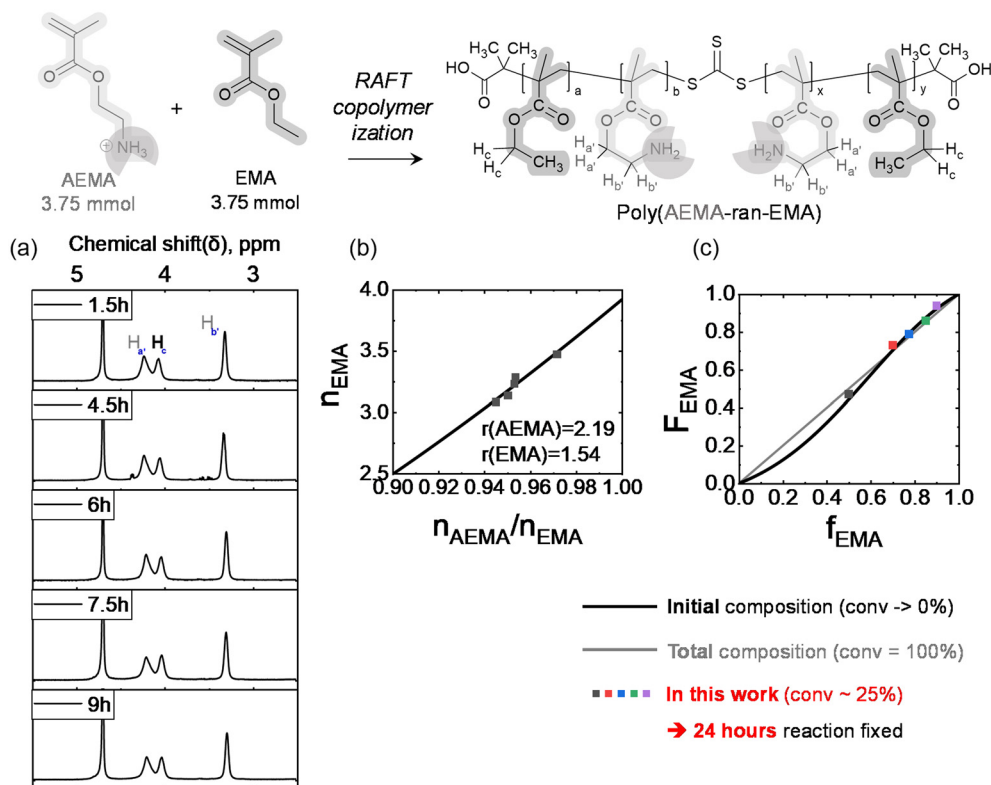 AEMA
3.75 mmol
+
EMA
3.75 mmol
RAFT
copolymer
ization
Poly(AEMA-ran-EMA)
O
O
⊕
NH₃
O
O
HO
O
H₃C
CH₃
a
b
S
S
S
x
y
H₃C
CH₃
OH
O
C
O
O
C
O
O
C
O
O
C
O
O
Hc
Hc
CH₃
Ha'
Ha'
NH₂
Hb'
Hb'
H₂N
Ha'
Ha'
Hb'
Hb'
H₃C
Hc
Hc
(a)
Chemical shift(δ), ppm
5 4 3
1.5h
Ha' Hc Hb'
4.5h
6h
7.5h
9h
(b)
nEMA
4.0
3.5
3.0
2.5
r(AEMA)=2.19
r(EMA)=1.54
0.90 0.92 0.94 0.96 0.98 1.00
nAEMA/nEMA
(c)
FEMA
1.0
0.8
0.6
0.4
0.2
0.0
0.0 0.2 0.4 0.6 0.8 1.0
fEMA
Initial composition (conv -> 0%)
Total composition (conv = 100%)
In this work (conv ~ 25%)
➔ 24 hours reaction fixed